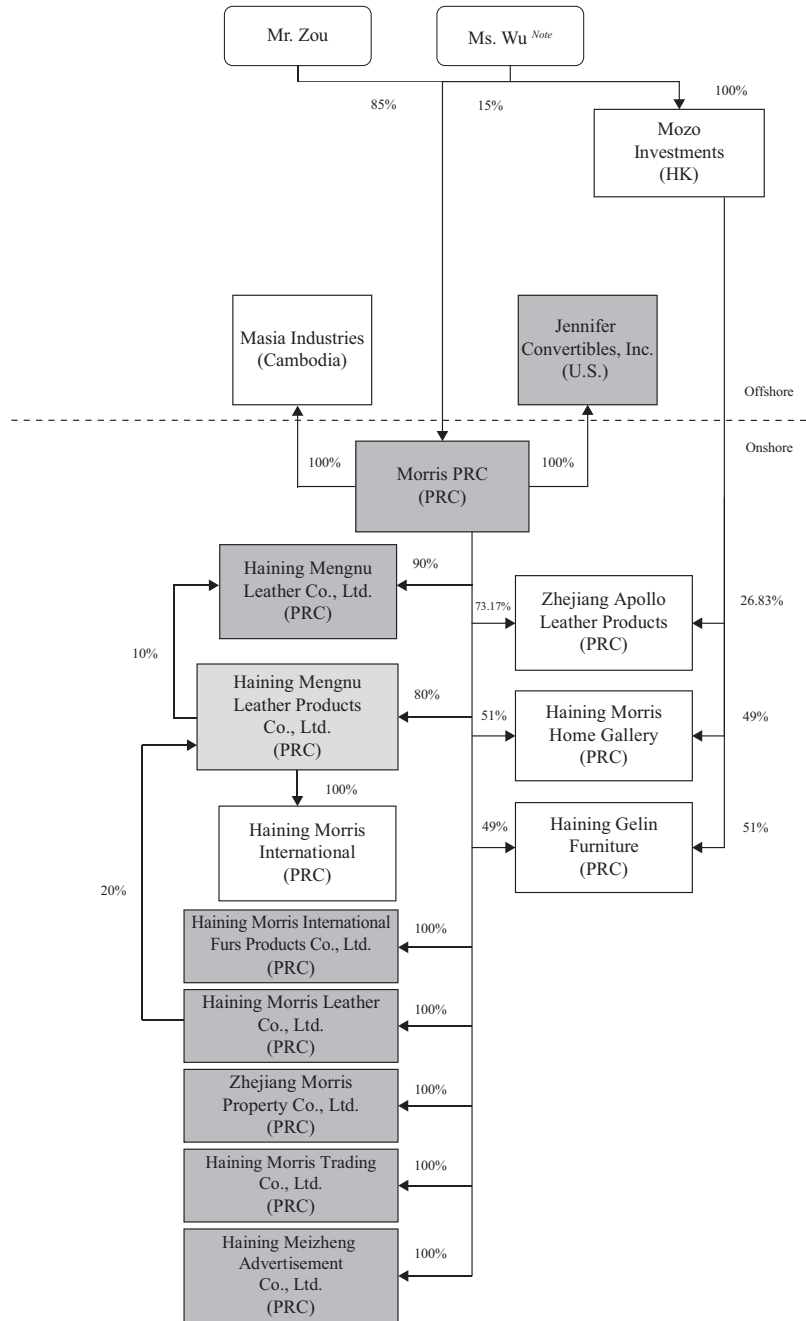 Mr. Zou
Ms. Wu Note
85%
15%
100%
Mozo
Investments
(HK)
Masia Industries
(Cambodia)
Jennifer
Convertibles, Inc.
(U.S.)
Offshore
Onshore
100%
Morris PRC
(PRC)
100%
Haining Mengnu
Leather Co., Ltd.
(PRC)
90%
73.17%
Zhejiang Apollo
Leather Products
(PRC)
26.83%
10%
Haining Mengnu
Leather Products
Co., Ltd.
(PRC)
80%
51%
Haining Morris
Home Gallery
(PRC)
49%
100%
Haining Morris
International
(PRC)
49%
Haining Gelin
Furniture
(PRC)
51%
20%
Haining Morris International
Furs Products Co., Ltd.
(PRC)
100%
Haining Morris Leather
Co., Ltd.
(PRC)
100%
Zhejiang Morris
Property Co., Ltd.
(PRC)
100%
Haining Morris Trading
Co., Ltd.
(PRC)
100%
Haining Meizheng
Advertisement
Co., Ltd.
(PRC)
100%